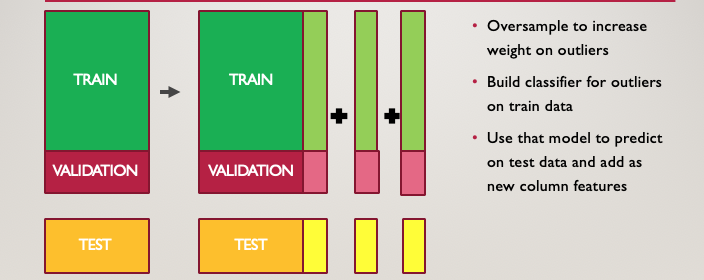 TRAIN
VALIDATION
TEST
TRAIN
VALIDATION
TEST
• Oversample to increase
weight on outliers
• Build classifier for outliers
on train data
• Use that model to predict
on test data and add as
new column features